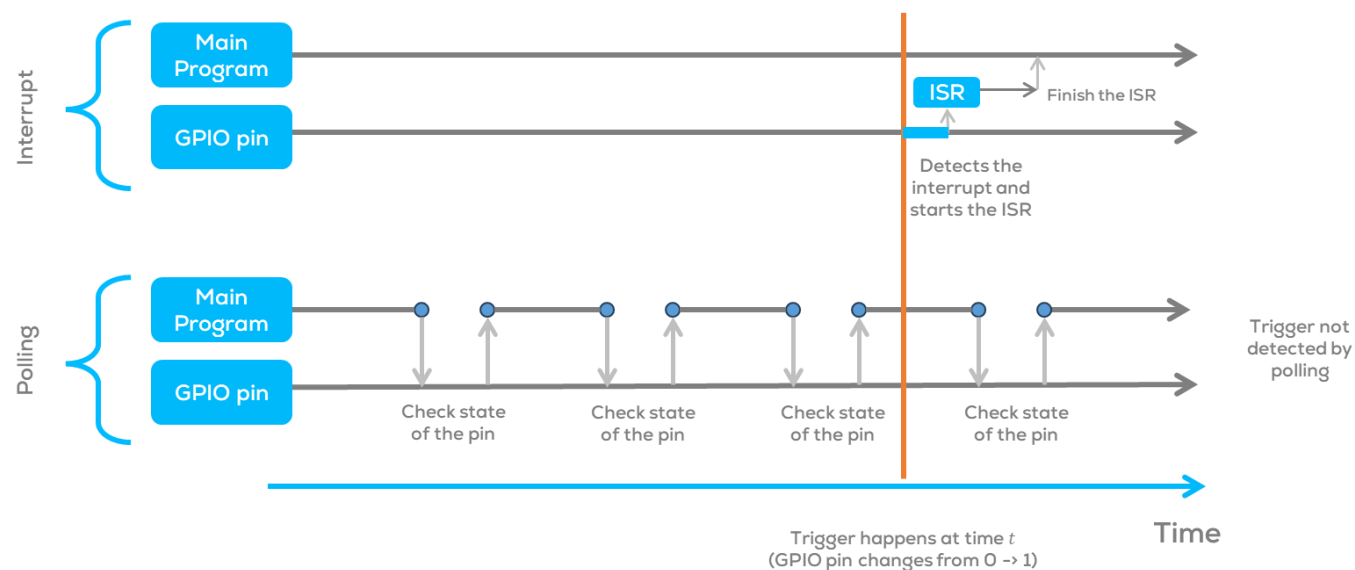 Interrupt
Main
Program
GPIO pin
ISR
Finish the ISR
Detects the
interrupt and
starts the ISR
Polling
Main
Program
GPIO pin
Check state
of the pin
Check state
of the pin
Check state
of the pin
Check state
of the pin
Trigger not
detected by
polling
Time
Trigger happens at time t
(GPIO pin changes from 0 -> 1)